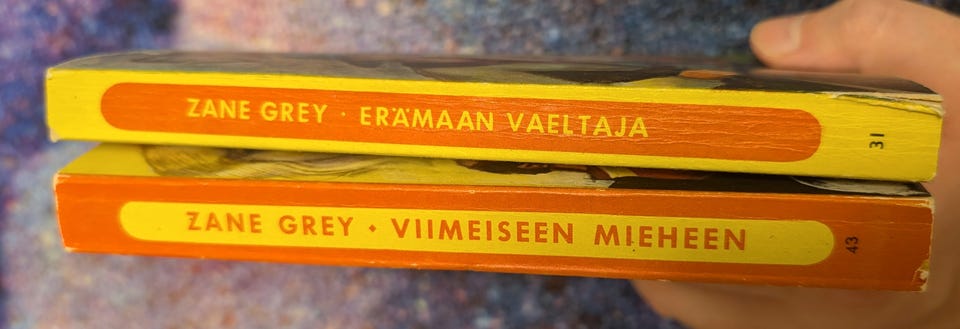 ZANE GREY · ERÄMAAN VAELTAJA 31
ZANE GREY · VIIMEISEEN MIEHEEN 43